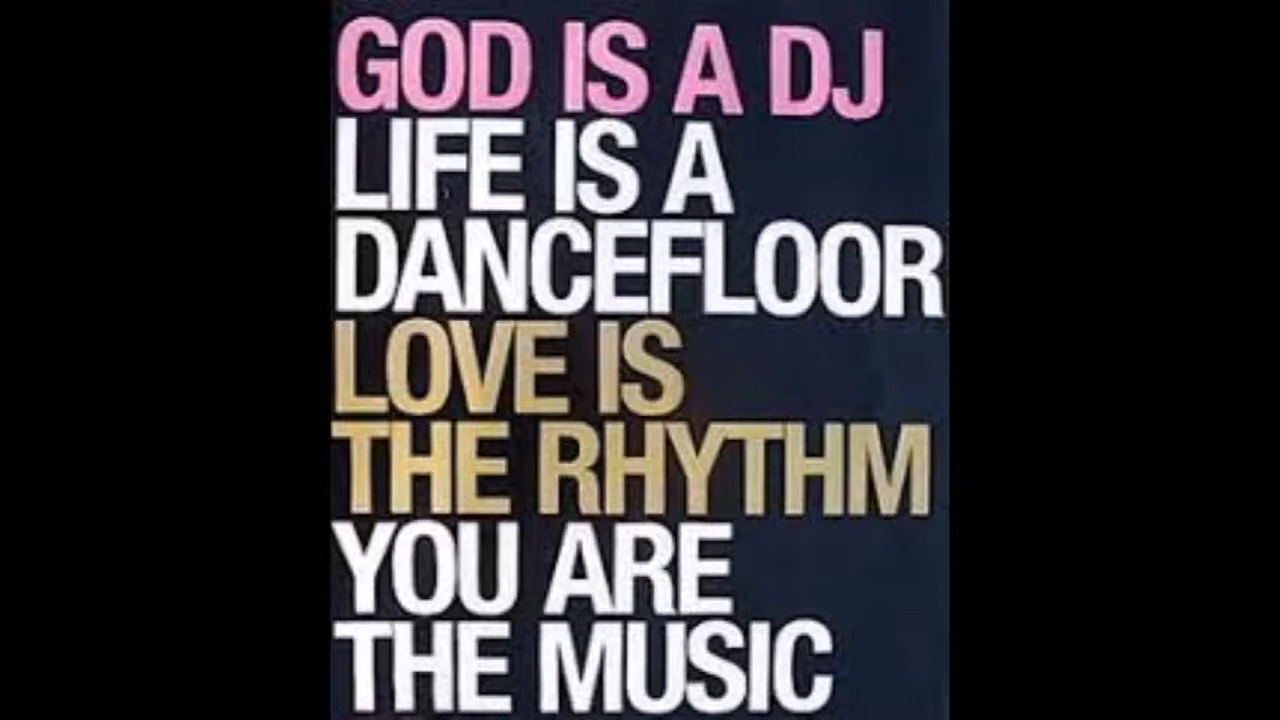 GOD IS A DJ
LIFE IS A
DANCEFLOOR
LOVE IS
THE RHYTHM
YOU ARE
THE MUSIC